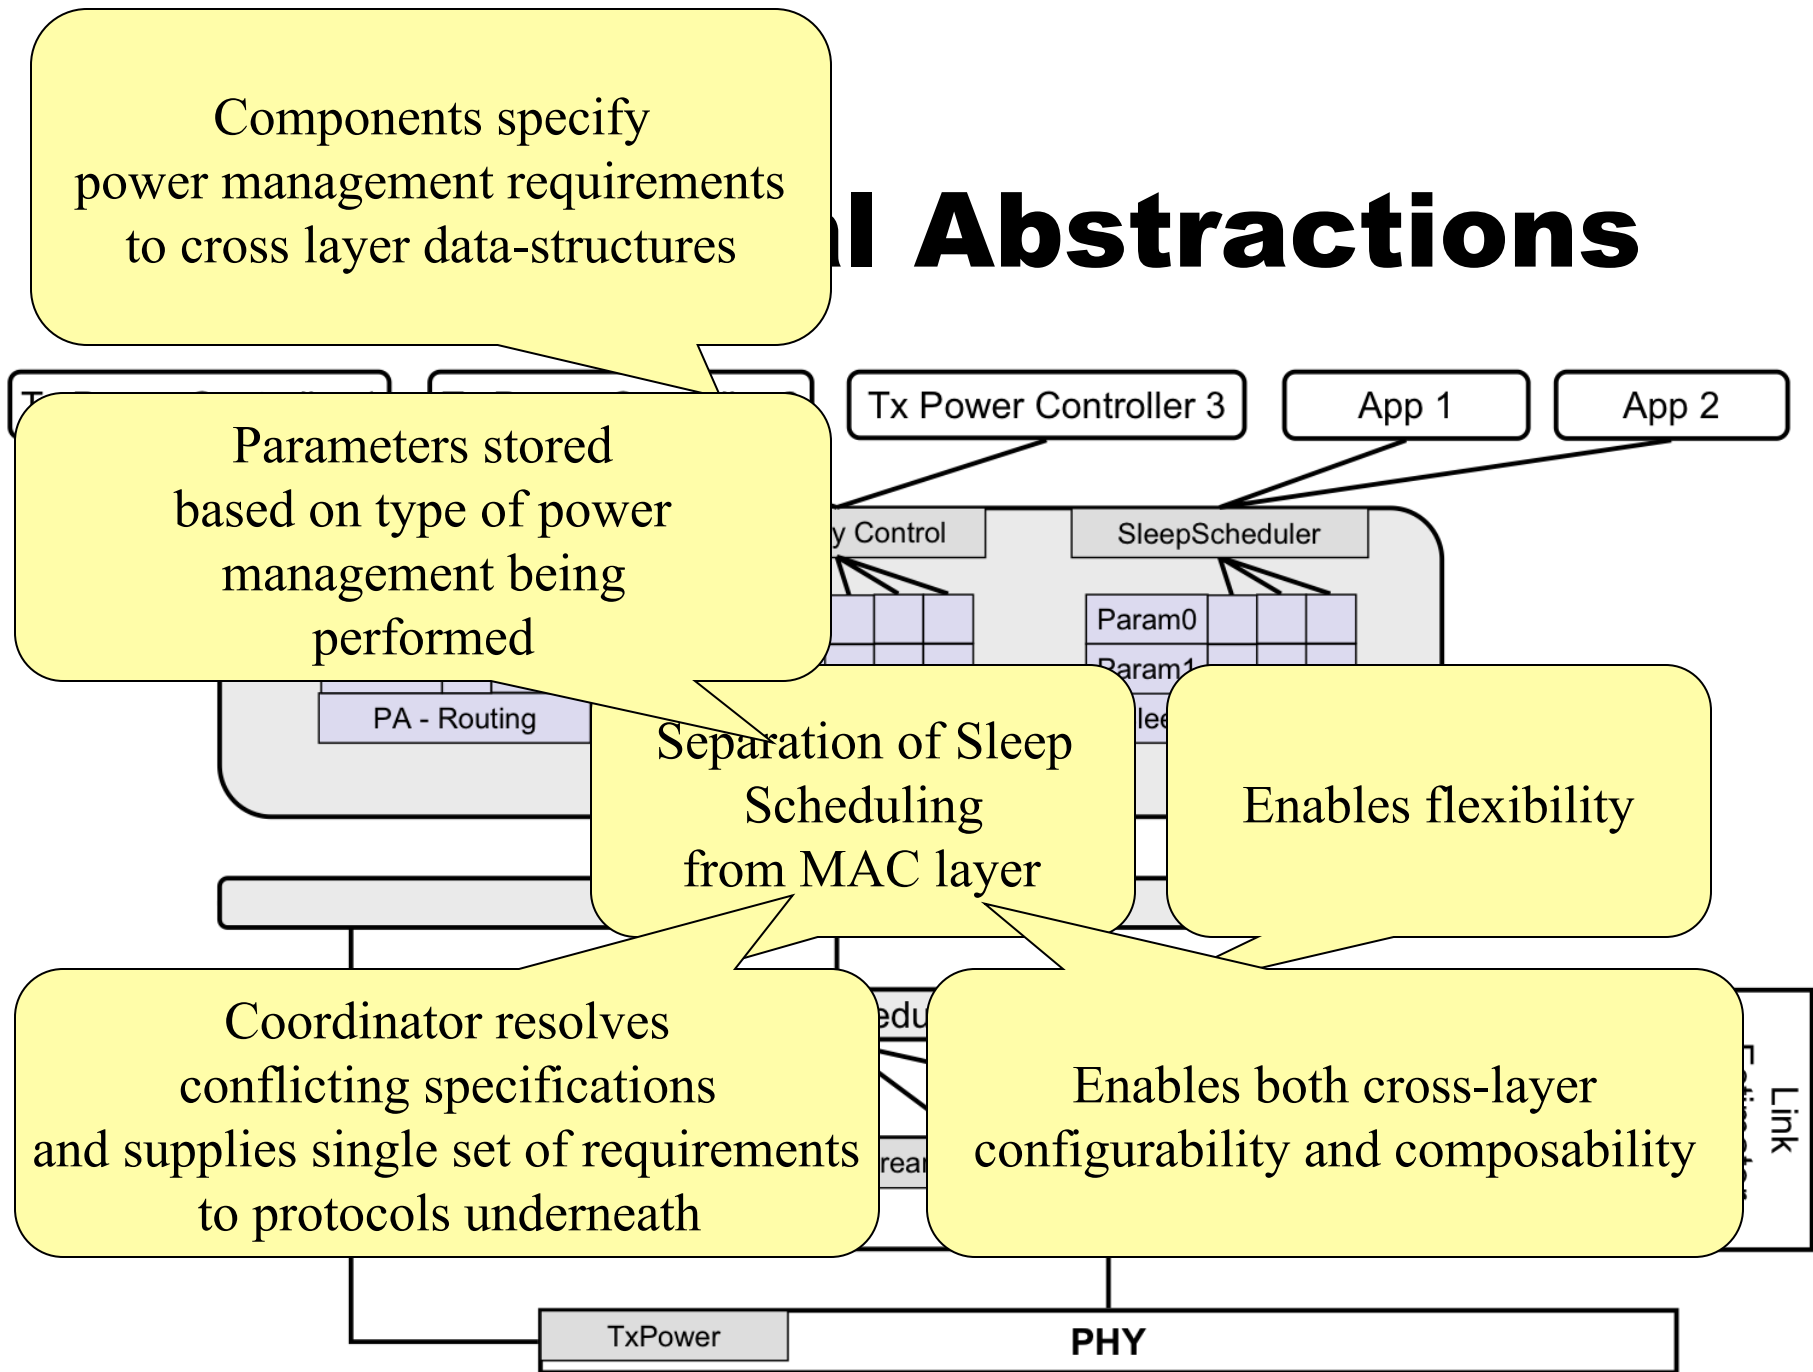 Components specify
power management requirements
to cross layer data-structures
Abstractions
Tx Power Controller 3
App 1
App 2
Parameters stored
based on type of power
management being
performed
Control
SleepScheduler
Param0
Param1
PA - Routing
Separation of Sleep
Scheduling
from MAC layer
Enables flexibility
Coordinator resolves
conflicting specifications
and supplies single set of requirements
to protocols underneath
Enables both cross-layer
configurability and composability
Link
TxPower
PHY